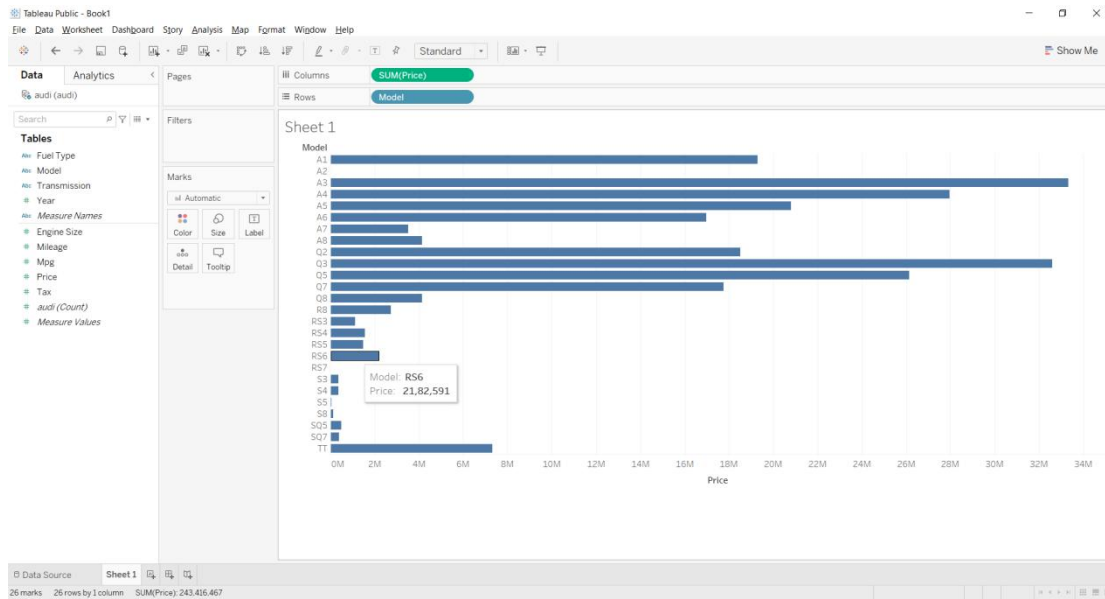 Tableau Public - Book1
File Data Worksheet Dashboard Story Analysis Map Format Window Help
Standard
Show Me
Data Analytics
audi (audi)
Search
Tables
Abc Fuel Type
Abc Model
Abc Transmission
# Year
Abc Measure Names
# Engine Size
# Mileage
# Mpg
# Price
# Tax
# audi (Count)
# Measure Values
Pages
Filters
Marks
Automatic
Color Size Label
Detail Tooltip
Columns SUM(Price)
Rows Model
Sheet 1
Model
A1
A2
A3
A4
A5
A6
A7
A8
Q2
Q3
Q5
Q7
Q8
R8
RS3
RS4
RS5
RS6
RS7
S3
S4
S5
S8
SQ5
SQ7
TT
Model: RS6
Price: 21,82,591
0M 2M 4M 6M 8M 10M 12M 14M 16M 18M 20M 22M 24M 26M 28M 30M 32M 34M
Price
Data Source Sheet 1
26 marks 26 rows by 1 column SUM(Price): 243,416,467